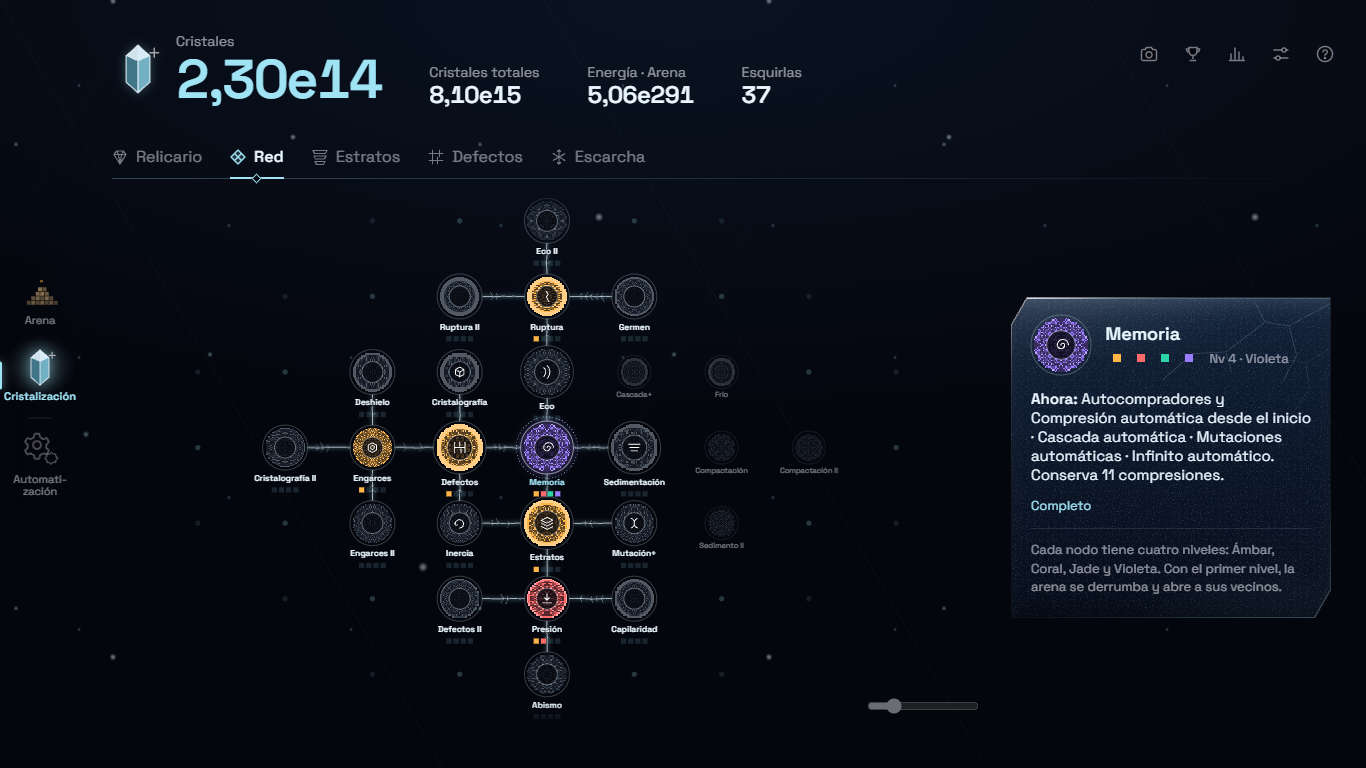 Cristales
2,30e14
Cristales totales
8,10e15
Energía · Arena
5,06e291
Esquirlas
37
Relicario
Red
Estratos
Defectos
Escarcha
Arena
Cristalización
Automati-
zación
Eco II
Ruptura II
Ruptura
Germen
Deshielo
Cristalografía
Eco
Cascada+
Frío
Cristalografía II
Engarces
Defectos
Memoria
Sedimentación
Compactación
Compactación II
Engarces II
Inercia
Estratos
Mutación+
Sedimento II
Defectos II
Presión
Capilaridad
Abismo
Memoria
Nv 4 · Violeta
Ahora: Autocompradores y
Compresión automática desde el inicio
· Cascada automática · Mutaciones
automáticas · Infinito automático.
Conserva 11 compresiones.
Completo
Cada nodo tiene cuatro niveles: Ámbar,
Coral, Jade y Violeta. Con el primer nivel, la
arena se derrumba y abre a sus vecinos.